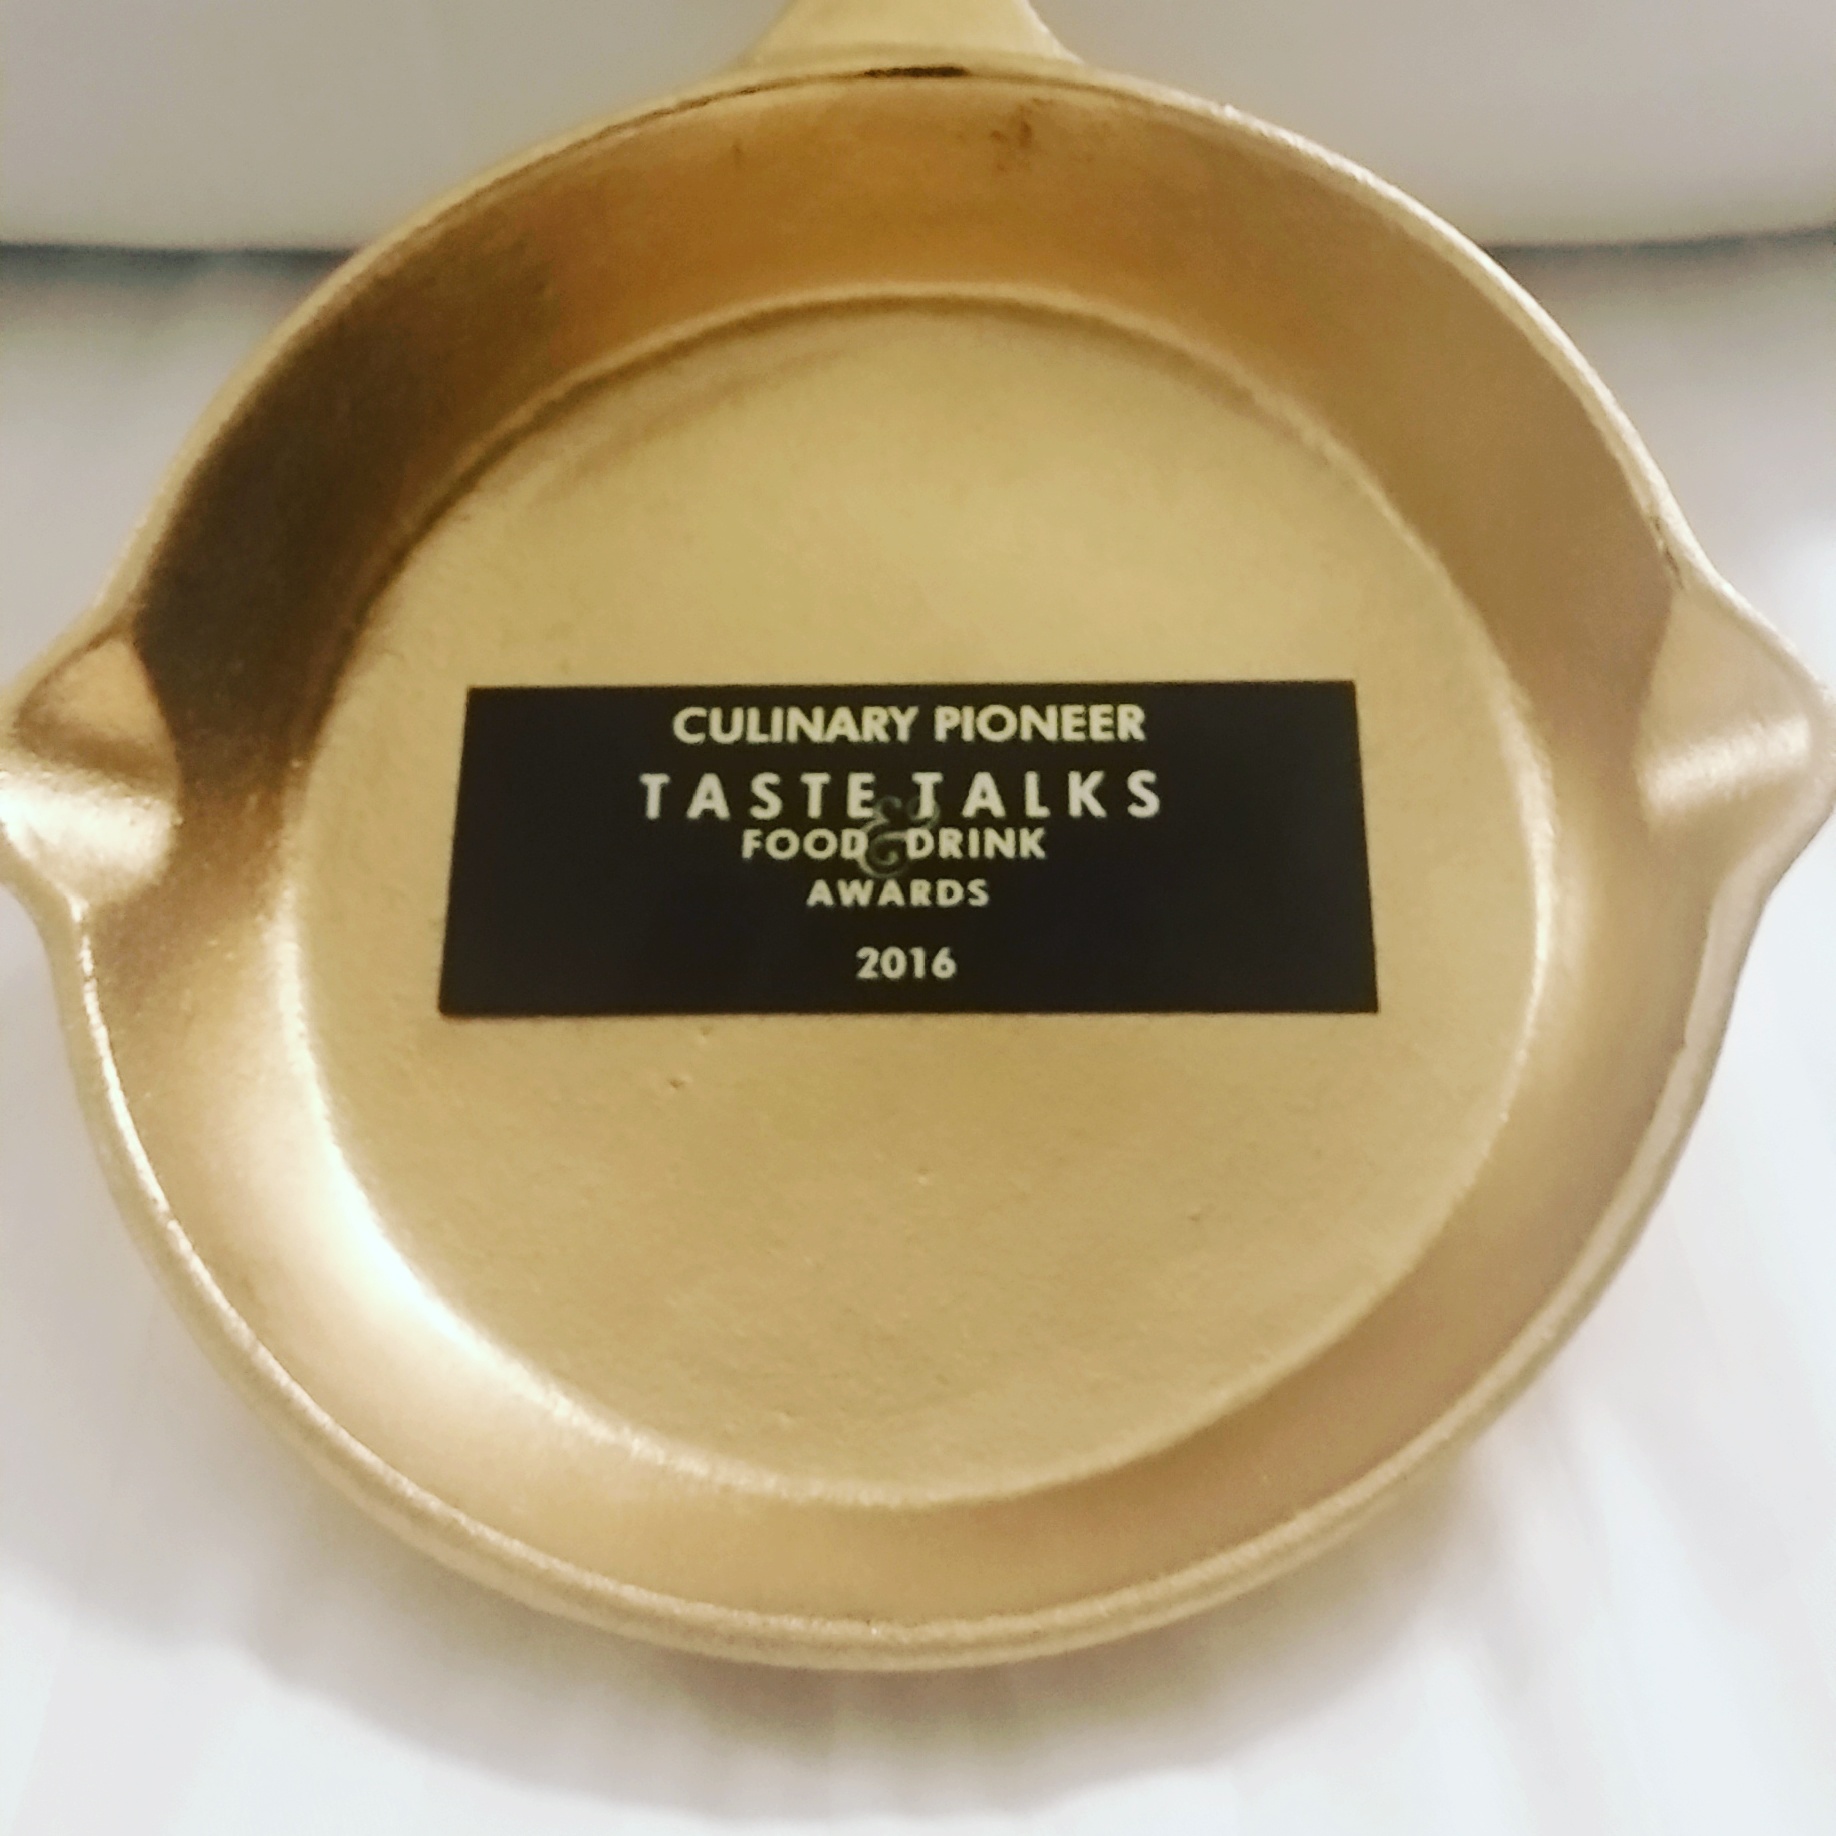 CULINARY PIONEER
TASTE TALKS
FOOD & DRINK
AWARDS
2016